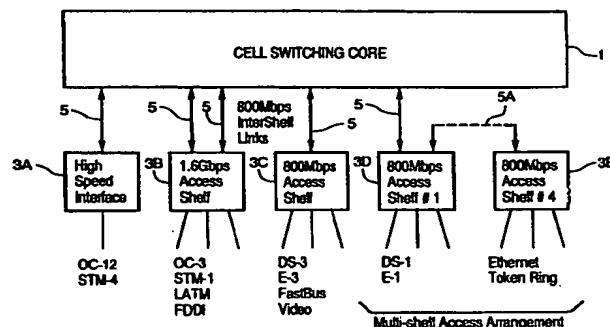 CELL SWITCHING CORE
1
5
5
5
800Mbps
InterShelf
Links
5
5
5A
3A
High
Speed
Interface
3B
1.6Gbps
Access
Shelf
3C
800Mbps
Access
Shelf
3D
800Mbps
Access
Shelf # 1
800Mbps
Access
Shelf # 4
OC-12
STM-4
OC-3
STM-1
LATM
FDDI
DS-3
E-3
FastBus
Video
DS-1
E-1
Ethernet
Token Ring
Multi-shelf Access Arrangement